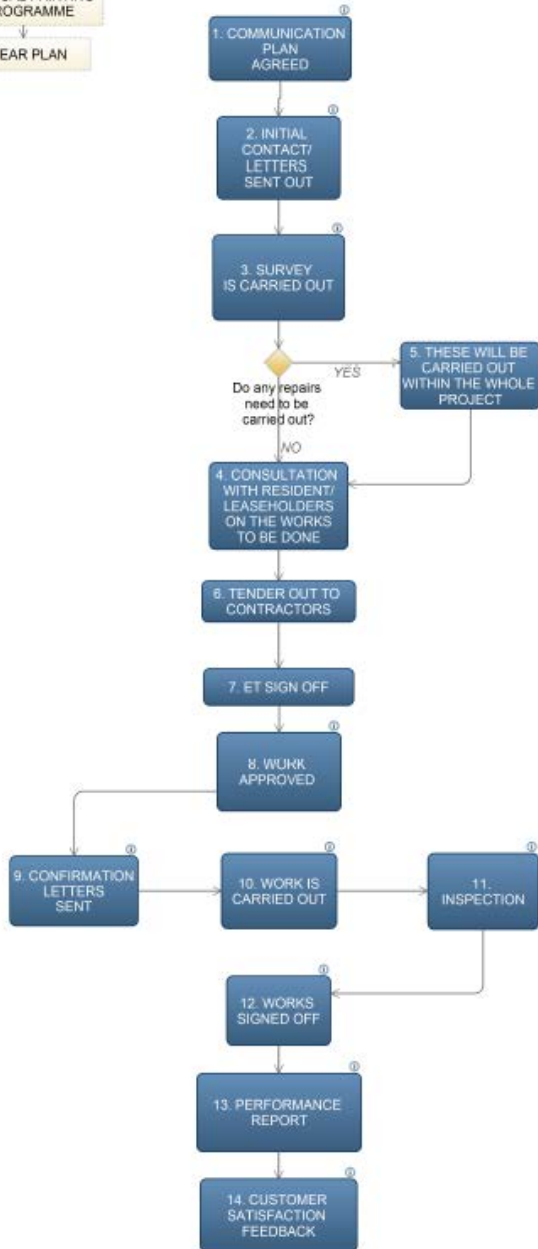 ROGRAMME
EAR PLAN
1. COMMUNICATION
PLAN
AGREED
2. INITIAL
CONTACT/
LETTERS
SENT OUT
3. SURVEY
IS CARRIED OUT
YES
Do any repairs
need to be
carried out?
NO
5. THESE WILL BE
CARRIED OUT
WITHIN THE WHOLE
PROJECT
4. CONSULTATION
WITH RESIDENT/
LEASEHOLDERS
ON THE WORKS
TO BE DONE
6. TENDER OUT TO
CONTRACTORS
7. ET SIGN OFF
8. WORK
APPROVED
9. CONFIRMATION
LETTERS
SENT
10. WORK IS
CARRIED OUT
11.
INSPECTION
12. WORKS
SIGNED OFF
13. PERFORMANCE
REPORT
14. CUSTOMER
SATISFACTION
FEEDBACK